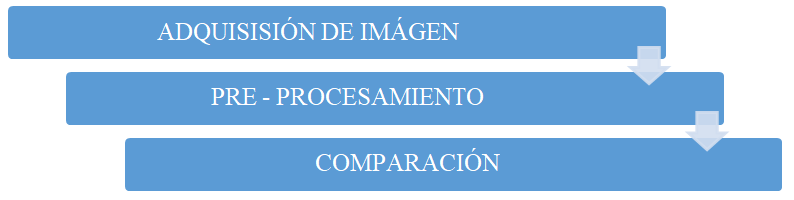 ADQUISISIÓN DE IMÁGEN
PRE - PROCESAMIENTO
COMPARACIÓN